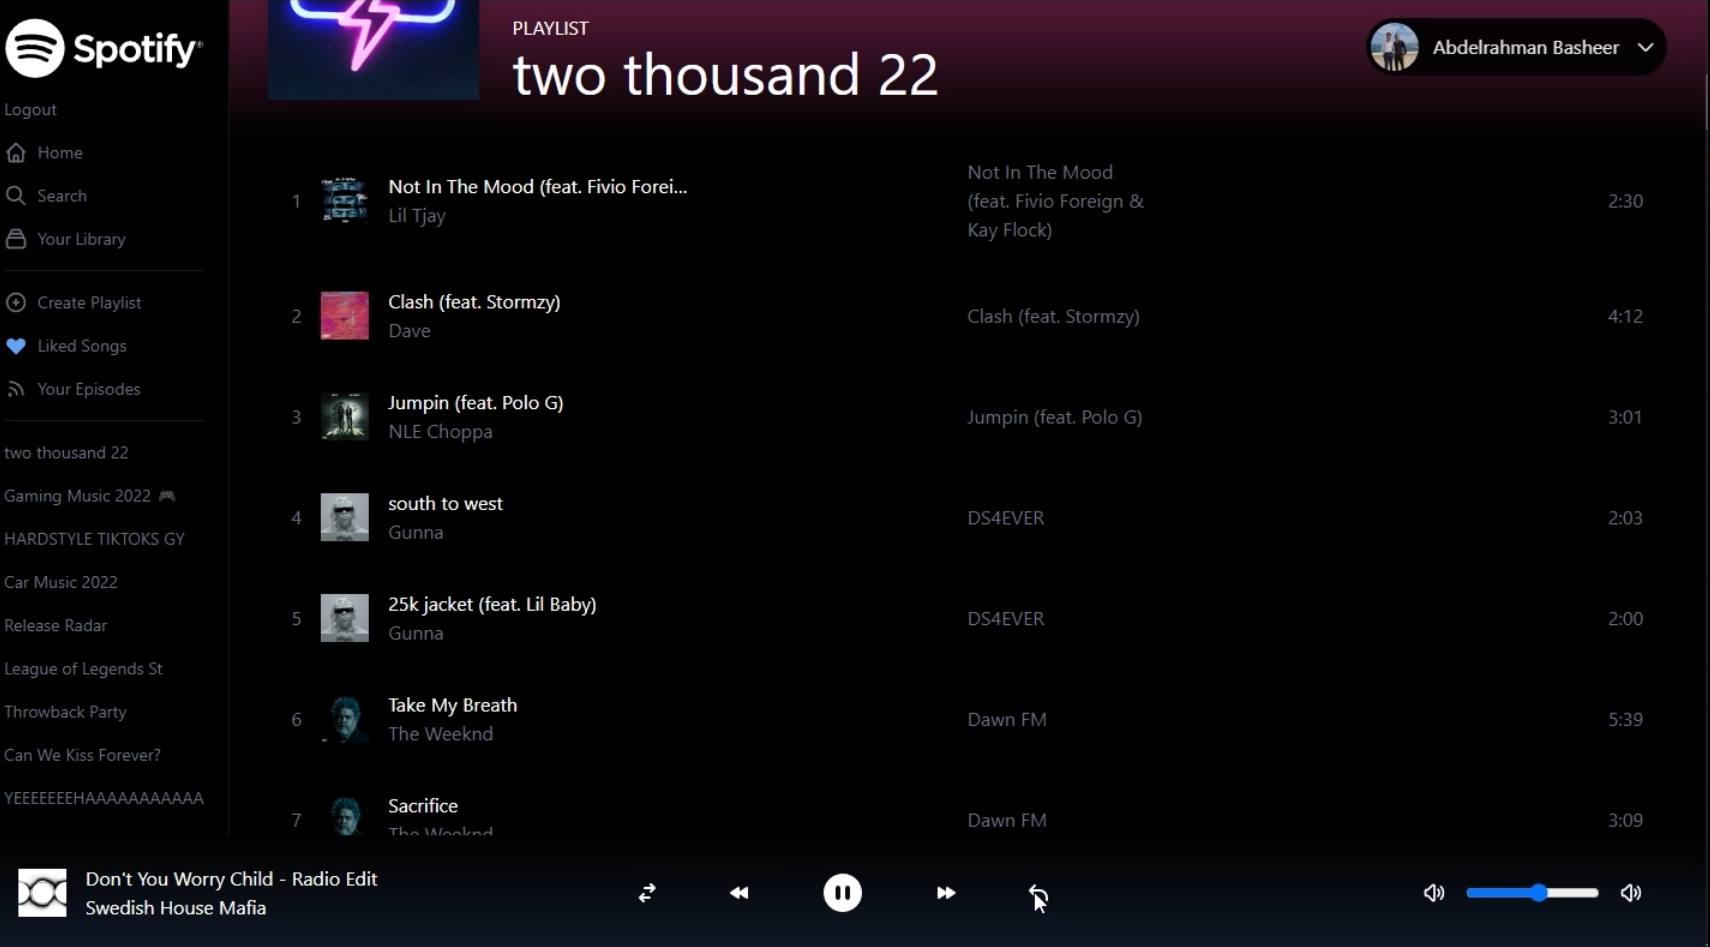 Spotify®
Logout
Home
Search
Your Library
Create Playlist
Liked Songs
Your Episodes
two thousand 22
Gaming Music 2022 🎮
HARDSTYLE TIKTOKS GY
Car Music 2022
Release Radar
League of Legends St
Throwback Party
Can We Kiss Forever?
YEEEEEEEHAAAAAAAAAAA
PLAYLIST
two thousand 22
Abdelrahman Basheer
1
Not In The Mood (feat. Fivio Forei...
Lil Tjay
Not In The Mood
(feat. Fivio Foreign &
Kay Flock)
2:30
2
Clash (feat. Stormzy)
Dave
Clash (feat. Stormzy)
4:12
3
Jumpin (feat. Polo G)
NLE Choppa
Jumpin (feat. Polo G)
3:01
4
south to west
Gunna
DS4EVER
2:03
5
25k jacket (feat. Lil Baby)
Gunna
DS4EVER
2:00
6
Take My Breath
The Weeknd
Dawn FM
5:39
7
Sacrifice
The Weeknd
Dawn FM
3:09
Don't You Worry Child - Radio Edit
Swedish House Mafia